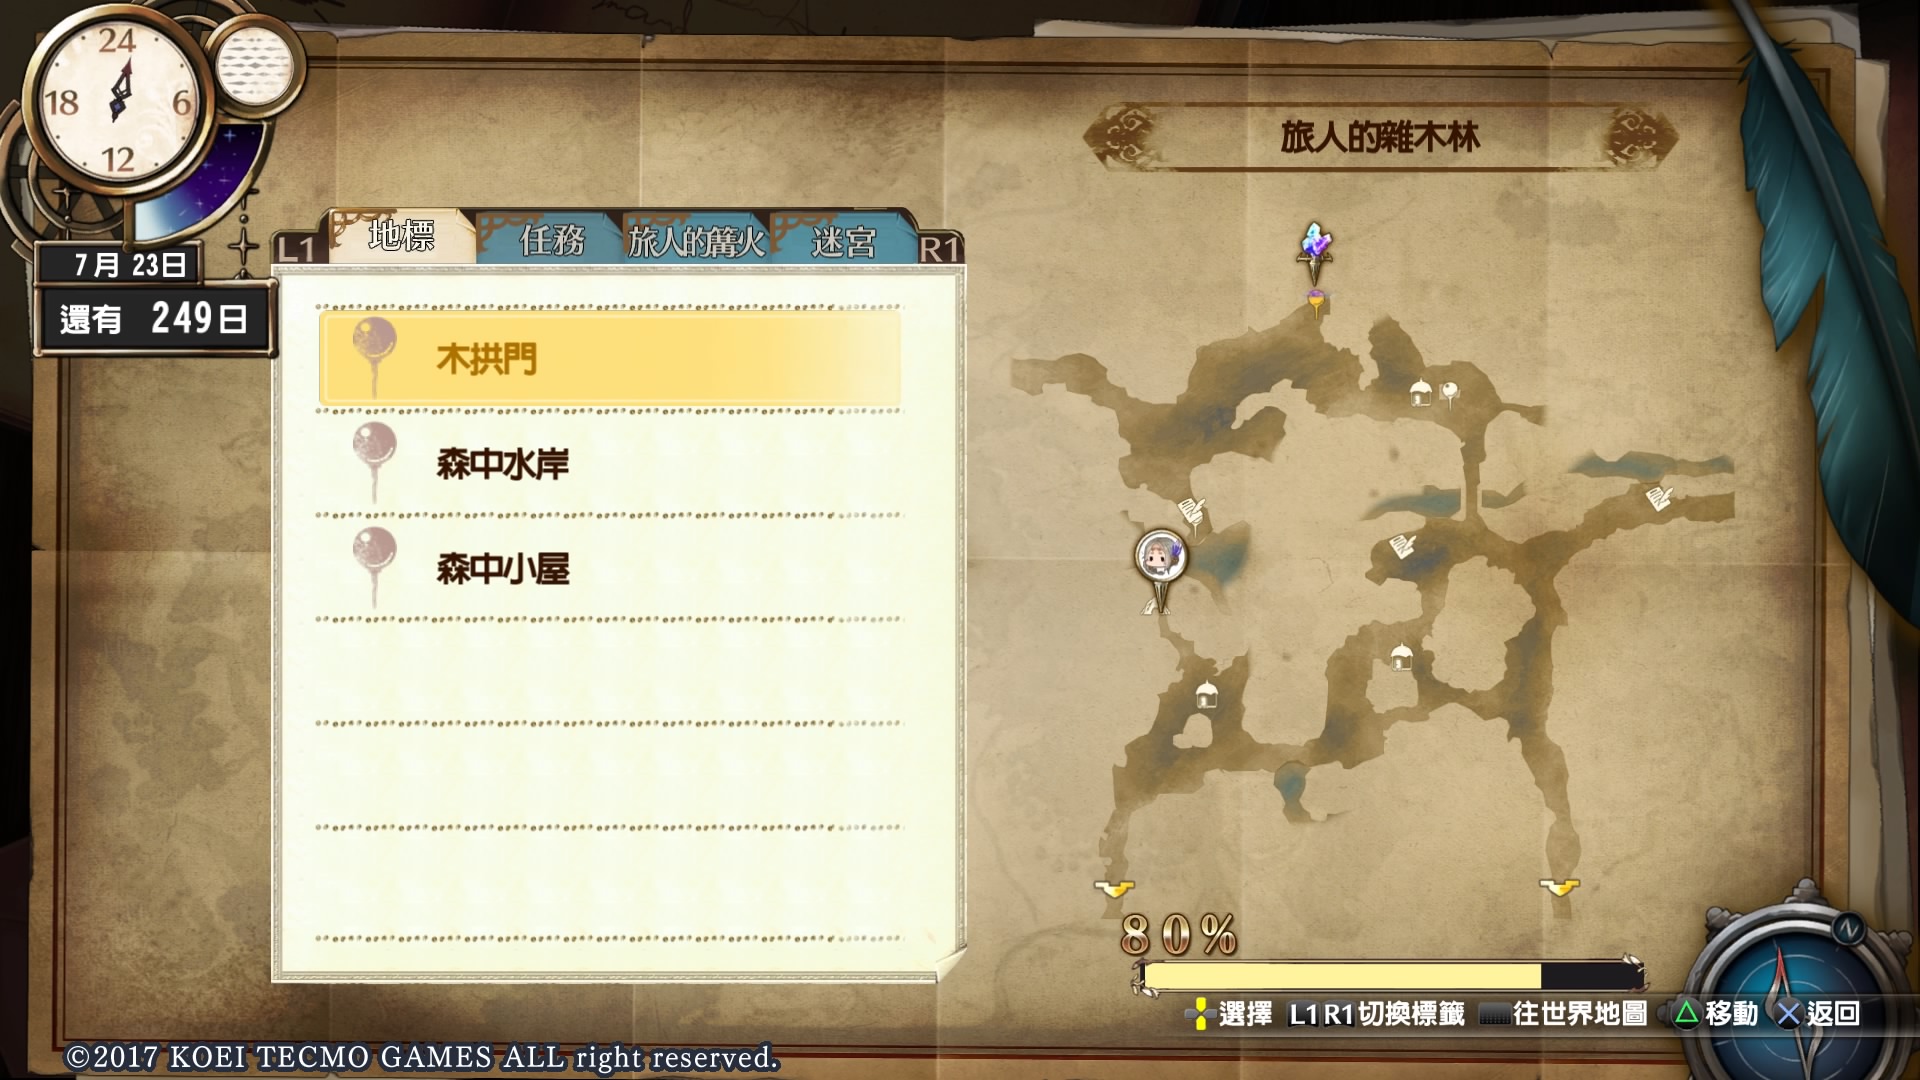 24
18
6
12
7月 23日
還有 249日
旅人的雜木林
L1
地標
任務
旅人的篝火
迷宮
R1
木拱門
森中水岸
森中小屋
80%
N
選擇 L1 R1切換標籤 往世界地圖 移動 返回
©2017 KOEI TECMO GAMES ALL right reserved.